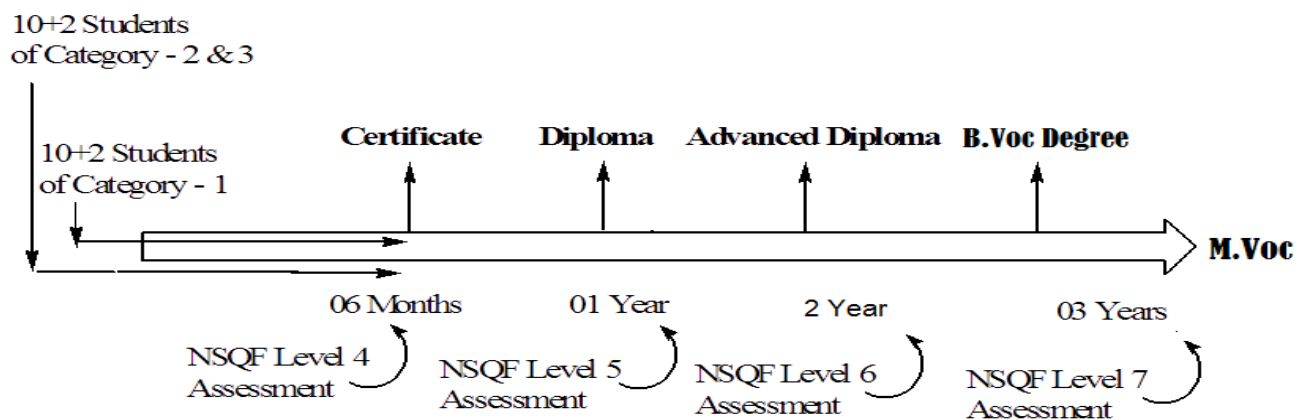 10+2 Students
of Category - 2 & 3
10+2 Students
of Category - 1
Certificate
Diploma
Advanced Diploma
B.Voc Degree
M.Voc
06 Months
01 Year
2 Year
03 Years
NSQF Level 4
Assessment
NSQF Level 5
Assessment
NSQF Level 6
Assessment
NSQF Level 7
Assessment